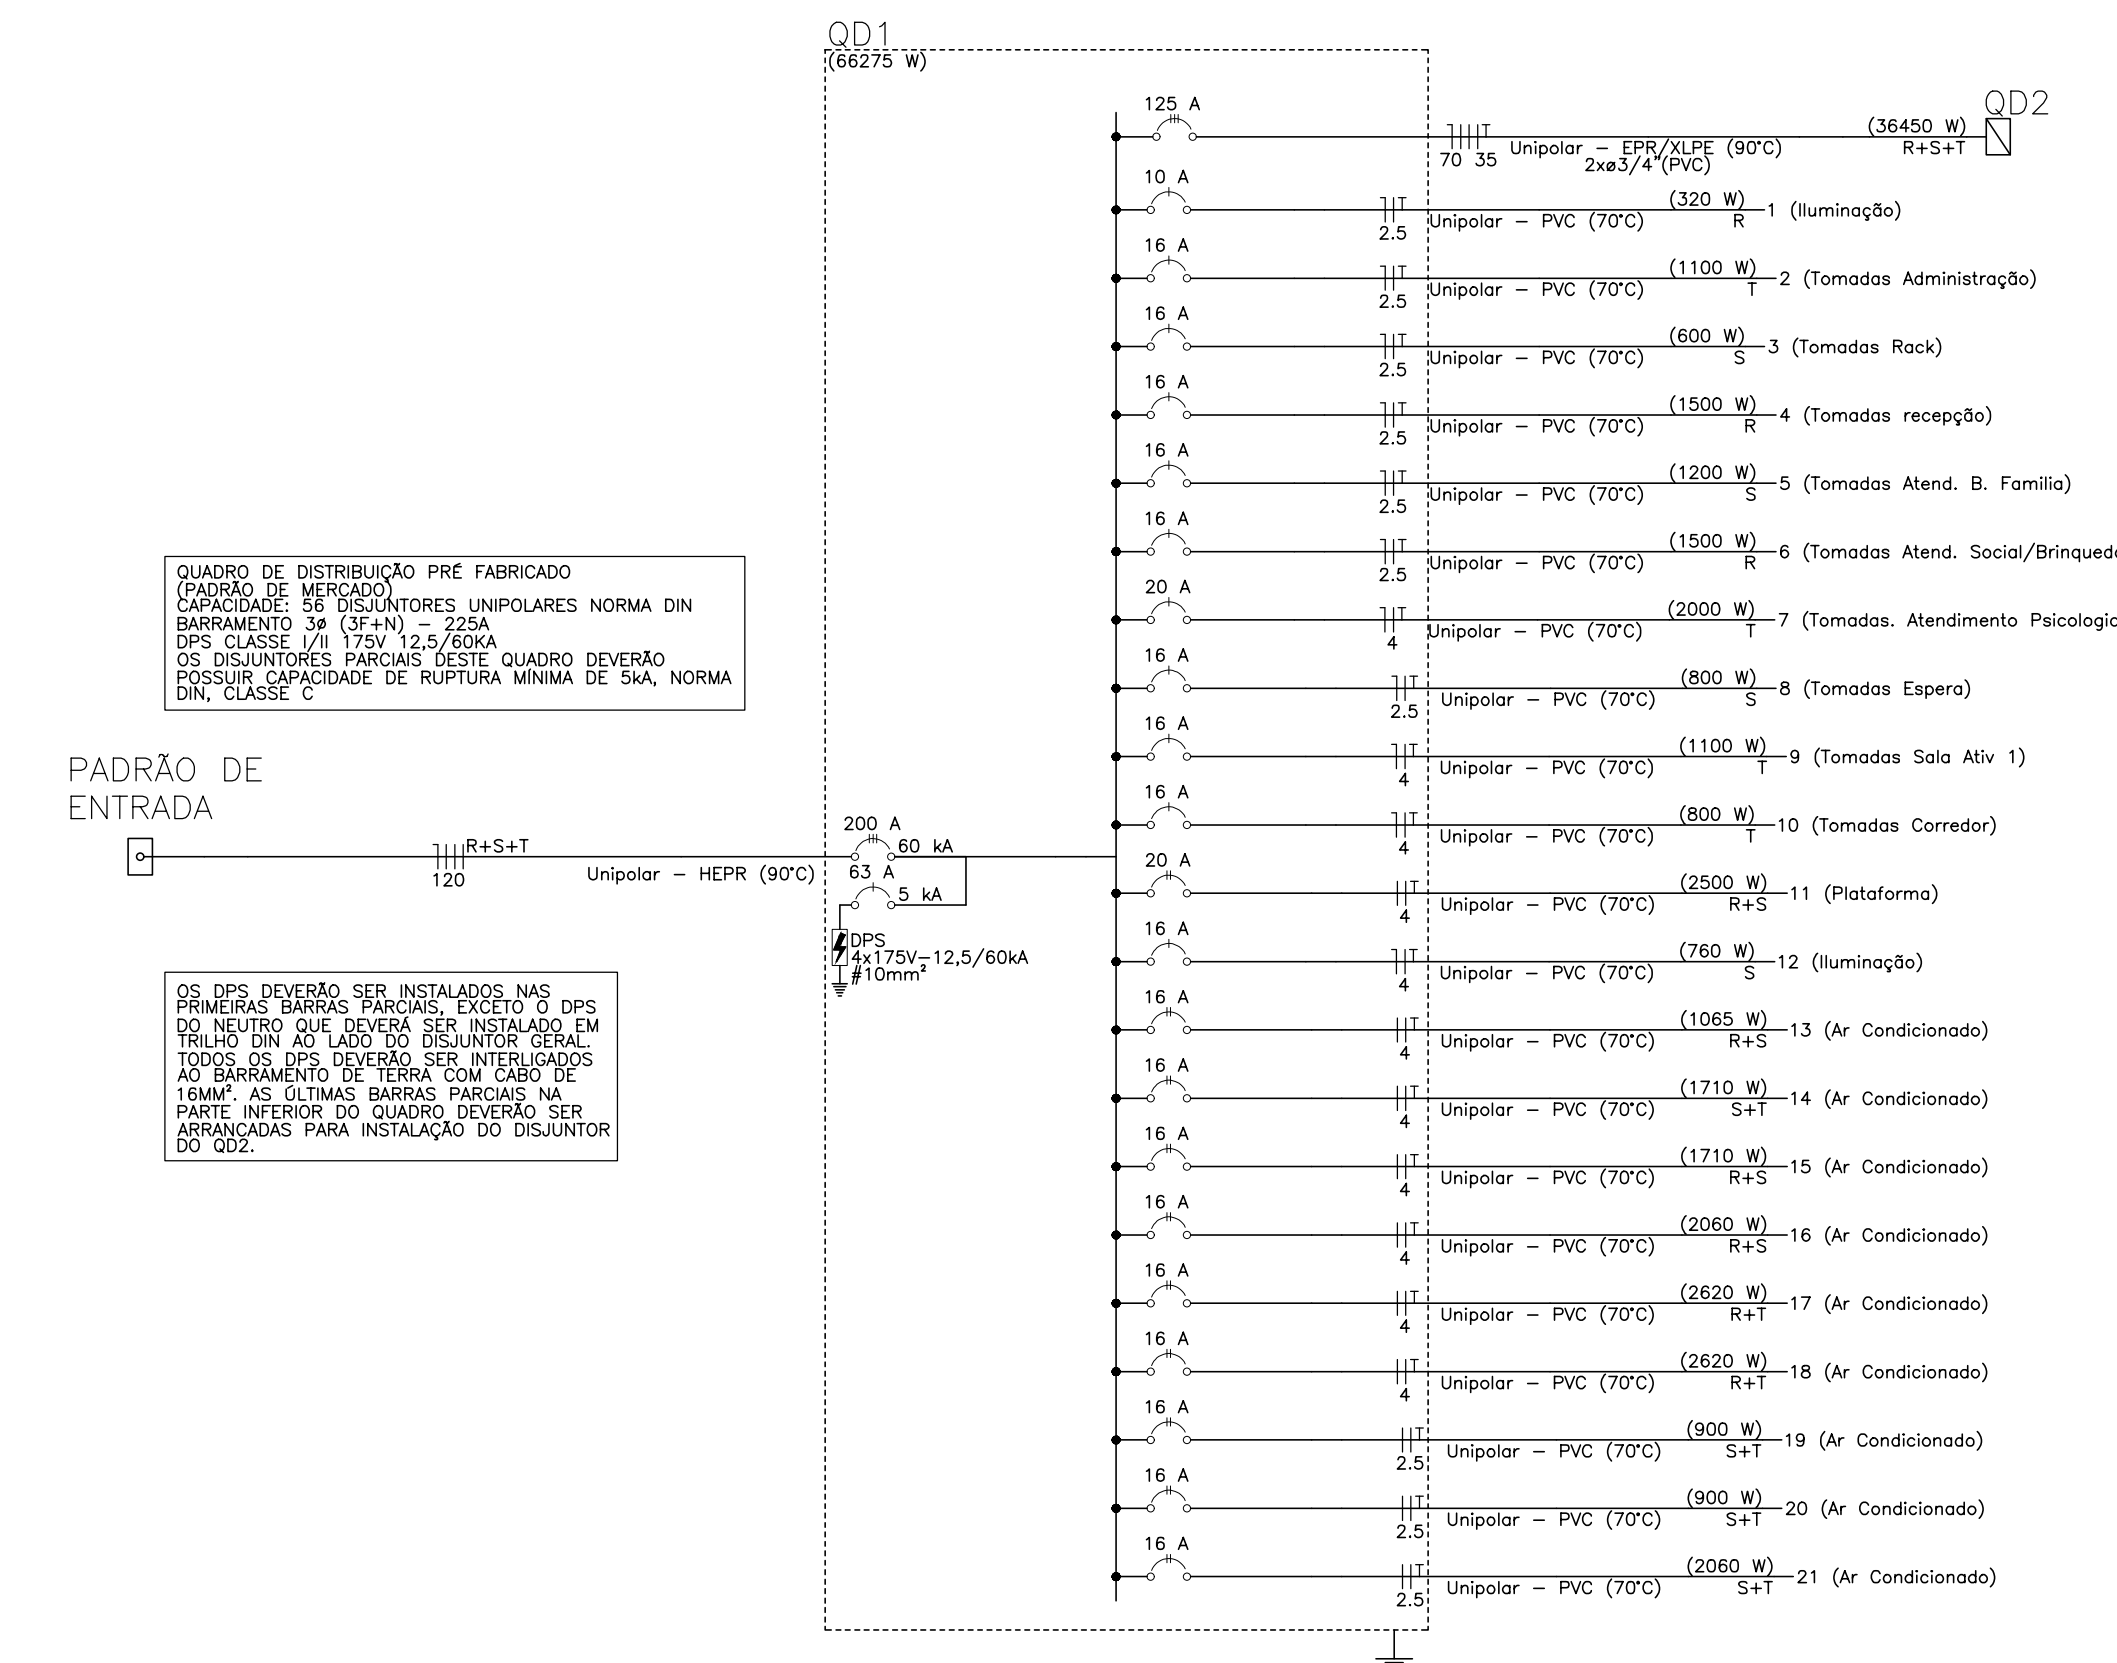 QD1
(66275 W)
125 A
70 35
Unipolar – EPR/XLPE (90°C)
2xø3/4"(PVC)
(36450 W)
R+S+T
QD2
10 A
2.5
Unipolar – PVC (70°C)
(320 W)
R
1 (Iluminação)
16 A
2.5
Unipolar – PVC (70°C)
(1100 W)
T
2 (Tomadas Administração)
16 A
2.5
Unipolar – PVC (70°C)
(600 W)
S
3 (Tomadas Rack)
16 A
2.5
Unipolar – PVC (70°C)
(1500 W)
R
4 (Tomadas recepção)
16 A
2.5
Unipolar – PVC (70°C)
(1200 W)
S
5 (Tomadas Atend. B. Familia)
16 A
2.5
Unipolar – PVC (70°C)
(1500 W)
R
6 (Tomadas Atend. Social/Brinqued
20 A
4
Unipolar – PVC (70°C)
(2000 W)
T
7 (Tomadas. Atendimento Psicologic
16 A
2.5
Unipolar – PVC (70°C)
(800 W)
S
8 (Tomadas Espera)
16 A
4
Unipolar – PVC (70°C)
(1100 W)
T
9 (Tomadas Sala Ativ 1)
16 A
4
Unipolar – PVC (70°C)
(800 W)
T
10 (Tomadas Corredor)
20 A
4
Unipolar – PVC (70°C)
(2500 W)
R+S
11 (Plataforma)
16 A
4
Unipolar – PVC (70°C)
(760 W)
S
12 (Iluminação)
16 A
4
Unipolar – PVC (70°C)
(1065 W)
R+S
13 (Ar Condicionado)
16 A
4
Unipolar – PVC (70°C)
(1710 W)
S+T
14 (Ar Condicionado)
16 A
4
Unipolar – PVC (70°C)
(1710 W)
R+S
15 (Ar Condicionado)
16 A
4
Unipolar – PVC (70°C)
(2060 W)
R+S
16 (Ar Condicionado)
16 A
4
Unipolar – PVC (70°C)
(2620 W)
R+T
17 (Ar Condicionado)
16 A
4
Unipolar – PVC (70°C)
(2620 W)
R+T
18 (Ar Condicionado)
16 A
2.5
Unipolar – PVC (70°C)
(900 W)
S+T
19 (Ar Condicionado)
16 A
2.5
Unipolar – PVC (70°C)
(900 W)
S+T
20 (Ar Condicionado)
16 A
2.5
Unipolar – PVC (70°C)
(2060 W)
S+T
21 (Ar Condicionado)
QUADRO DE DISTRIBUIÇÃO PRÉ FABRICADO
(PADRÃO DE MERCADO)
CAPACIDADE: 56 DISJUNTORES UNIPOLARES NORMA DIN
BARRAMENTO 3ø (3F+N) – 225A
DPS CLASSE I/II 175V 12,5/60KA
OS DISJUNTORES PARCIAIS DESTE QUADRO DEVERÃO
POSSUIR CAPACIDADE DE RUPTURA MÍNIMA DE 5kA, NORMA
DIN, CLASSE C
PADRÃO DE
ENTRADA
R+S+T
120
Unipolar – HEPR (90°C)
200 A
60 kA
63 A
5 kA
DPS
4x175V–12,5/60kA
#10mm²
OS DPS DEVERÃO SER INSTALADOS NAS
PRIMEIRAS BARRAS PARCIAIS, EXCETO O DPS
DO NEUTRO QUE DEVERÁ SER INSTALADO EM
TRILHO DIN AO LADO DO DISJUNTOR GERAL.
TODOS OS DPS DEVERÃO SER INTERLIGADOS
AO BARRAMENTO DE TERRA COM CABO DE
16MM². AS ÚLTIMAS BARRAS PARCIAIS NA
PARTE INFERIOR DO QUADRO DEVERÃO SER
ARRANCADAS PARA INSTALAÇÃO DO DISJUNTOR
DO QD2.